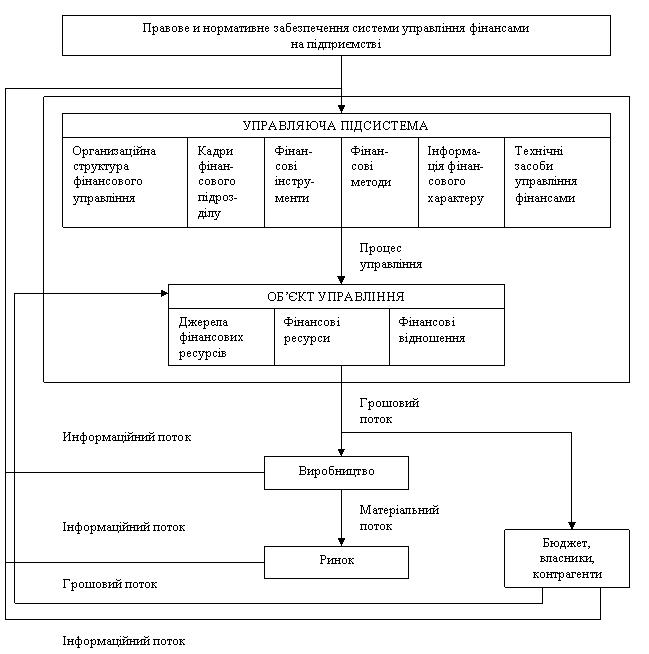 Правове и нормативне забезпечення системи управління фінансами
на підприємстві
УПРАВЛЯЮЧА ПІДСИСТЕМА
Організаційна
структура
фінансового
управління
Кадри
фінан-
сового
підроз-
ділу
Фінан-
сові
інстру-
менти
Фінан-
сові
методи
Інформа-
ція фінан-
сового
характеру
Технічні
засоби
управління
фінансами
Процес
управління
ОБ’ЄКТ УПРАВЛІННЯ
Джерела
фінансових
ресурсів
Фінансові
ресурси
Фінансові
відношення
Грошовий
поток
Информаційний поток
Виробництво
Матеріальний
поток
Інформаційний поток
Ринок
Бюджет,
власники,
контрагенти
Грошовий поток
Інформаційний поток